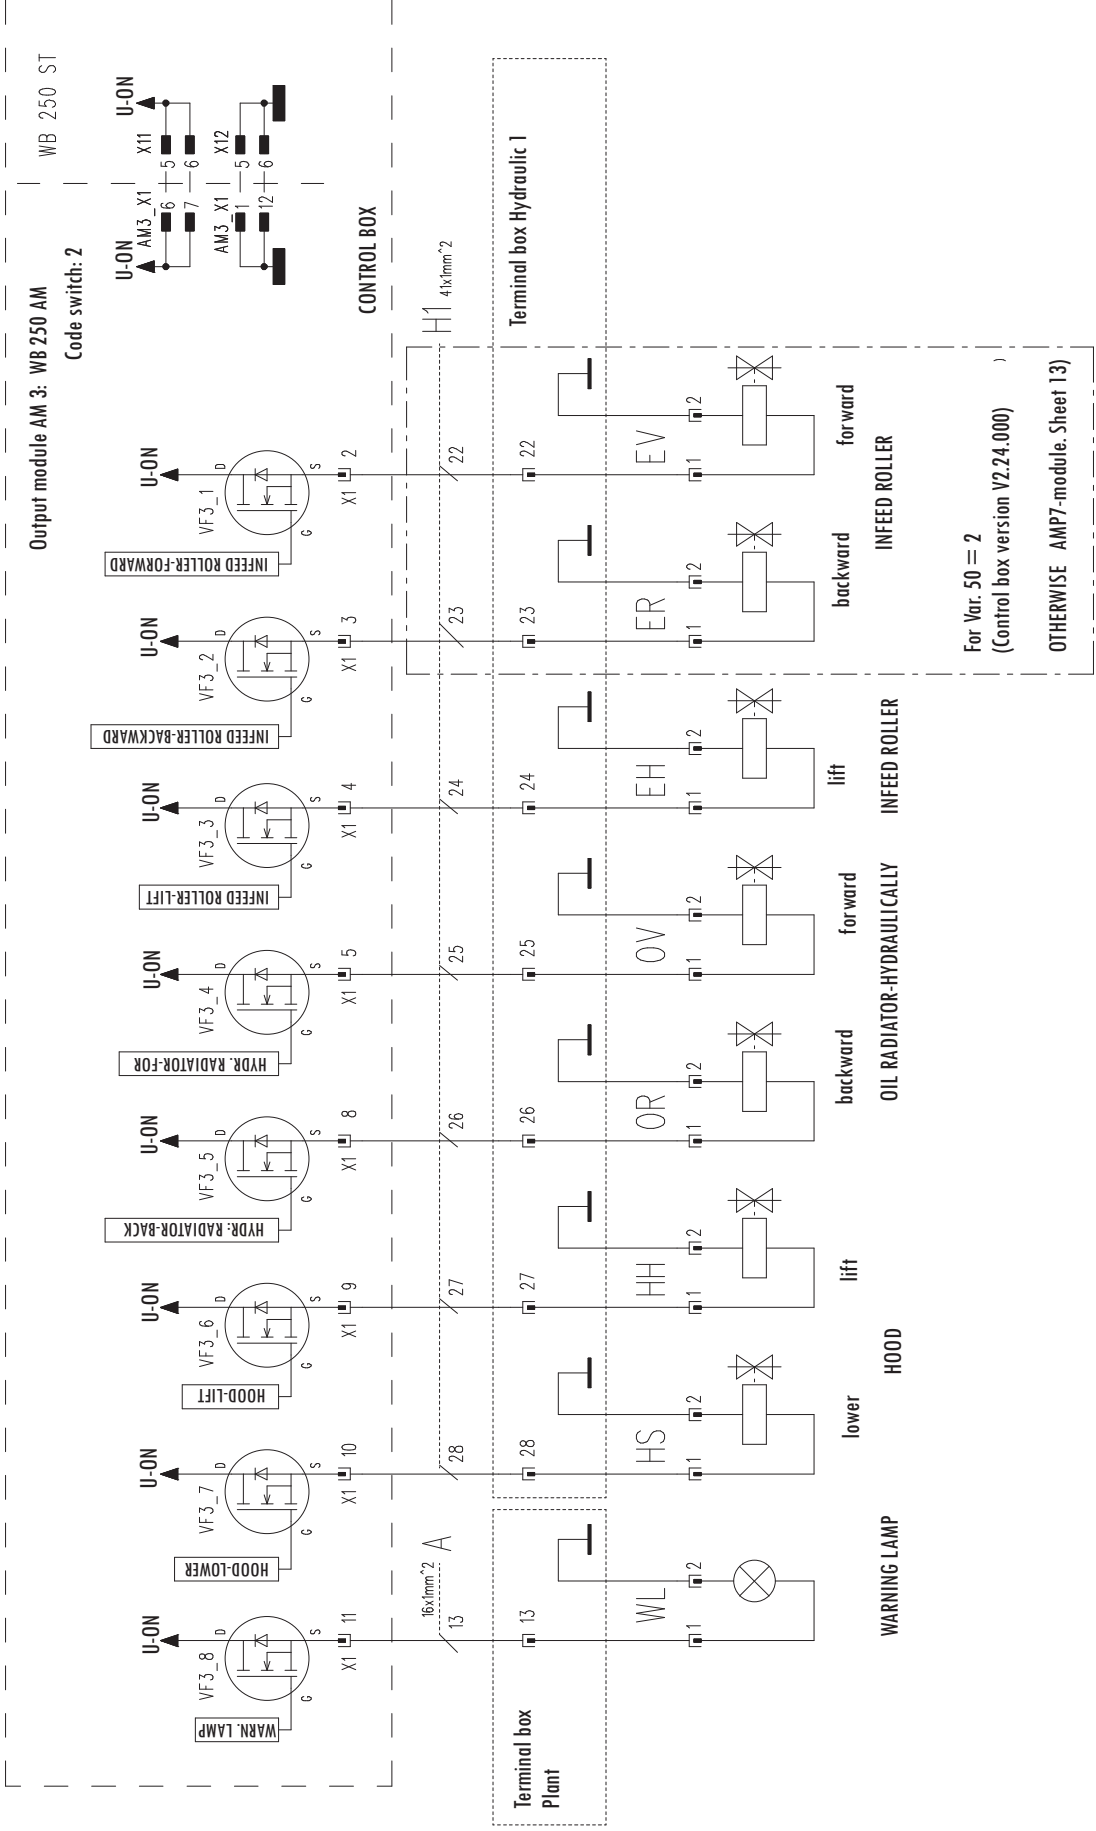 WB 250 ST
Output module AM 3:  WB 250 AM
Code switch: 2
CONTROL BOX
U-ON
U-ON
AM3_X1
X11
6
5
7
6
AM3_X1
X12
1
5
12
6
WARN. LAMP
HOOD-LOWER
HOOD-LIFT
HYDR: RADIATOR-BACK
HYDR. RADIATOR-FOR
INFEED ROLLER-LIFT
INFEED ROLLER-BACKWARD
INFEED ROLLER-FORWARD
U-ON U-ON U-ON U-ON U-ON U-ON U-ON U-ON
VF3_8 VF3_7 VF3_6 VF3_5 VF3_4 VF3_3 VF3_2 VF3_1
D D D D D D D D
G S G S G S G S G S G S G S G S
X1 11 X1 10 X1 9 X1 8 X1 5 X1 4 X1 3 X1 2
16x1mm^2 A
H1 41x1mm^2
13 28 27 26 25 24 23 22
Terminal box
Plant
Terminal box Hydraulic 1
13 28 27 26 25 24 23 22
WL HS HH OR OV EH ER EV
1 2 1 2 1 2 1 2 1 2 1 2 1 2 1 2
lower
lift
backward
forward
lift
backward
forward
WARNING LAMP
HOOD
OIL RADIATOR-HYDRAULICALLY
INFEED ROLLER
INFEED ROLLER
For Var. 50 = 2
(Control box version V2.24.000)
)
OTHERWISE  AMP7-module. Sheet 13)